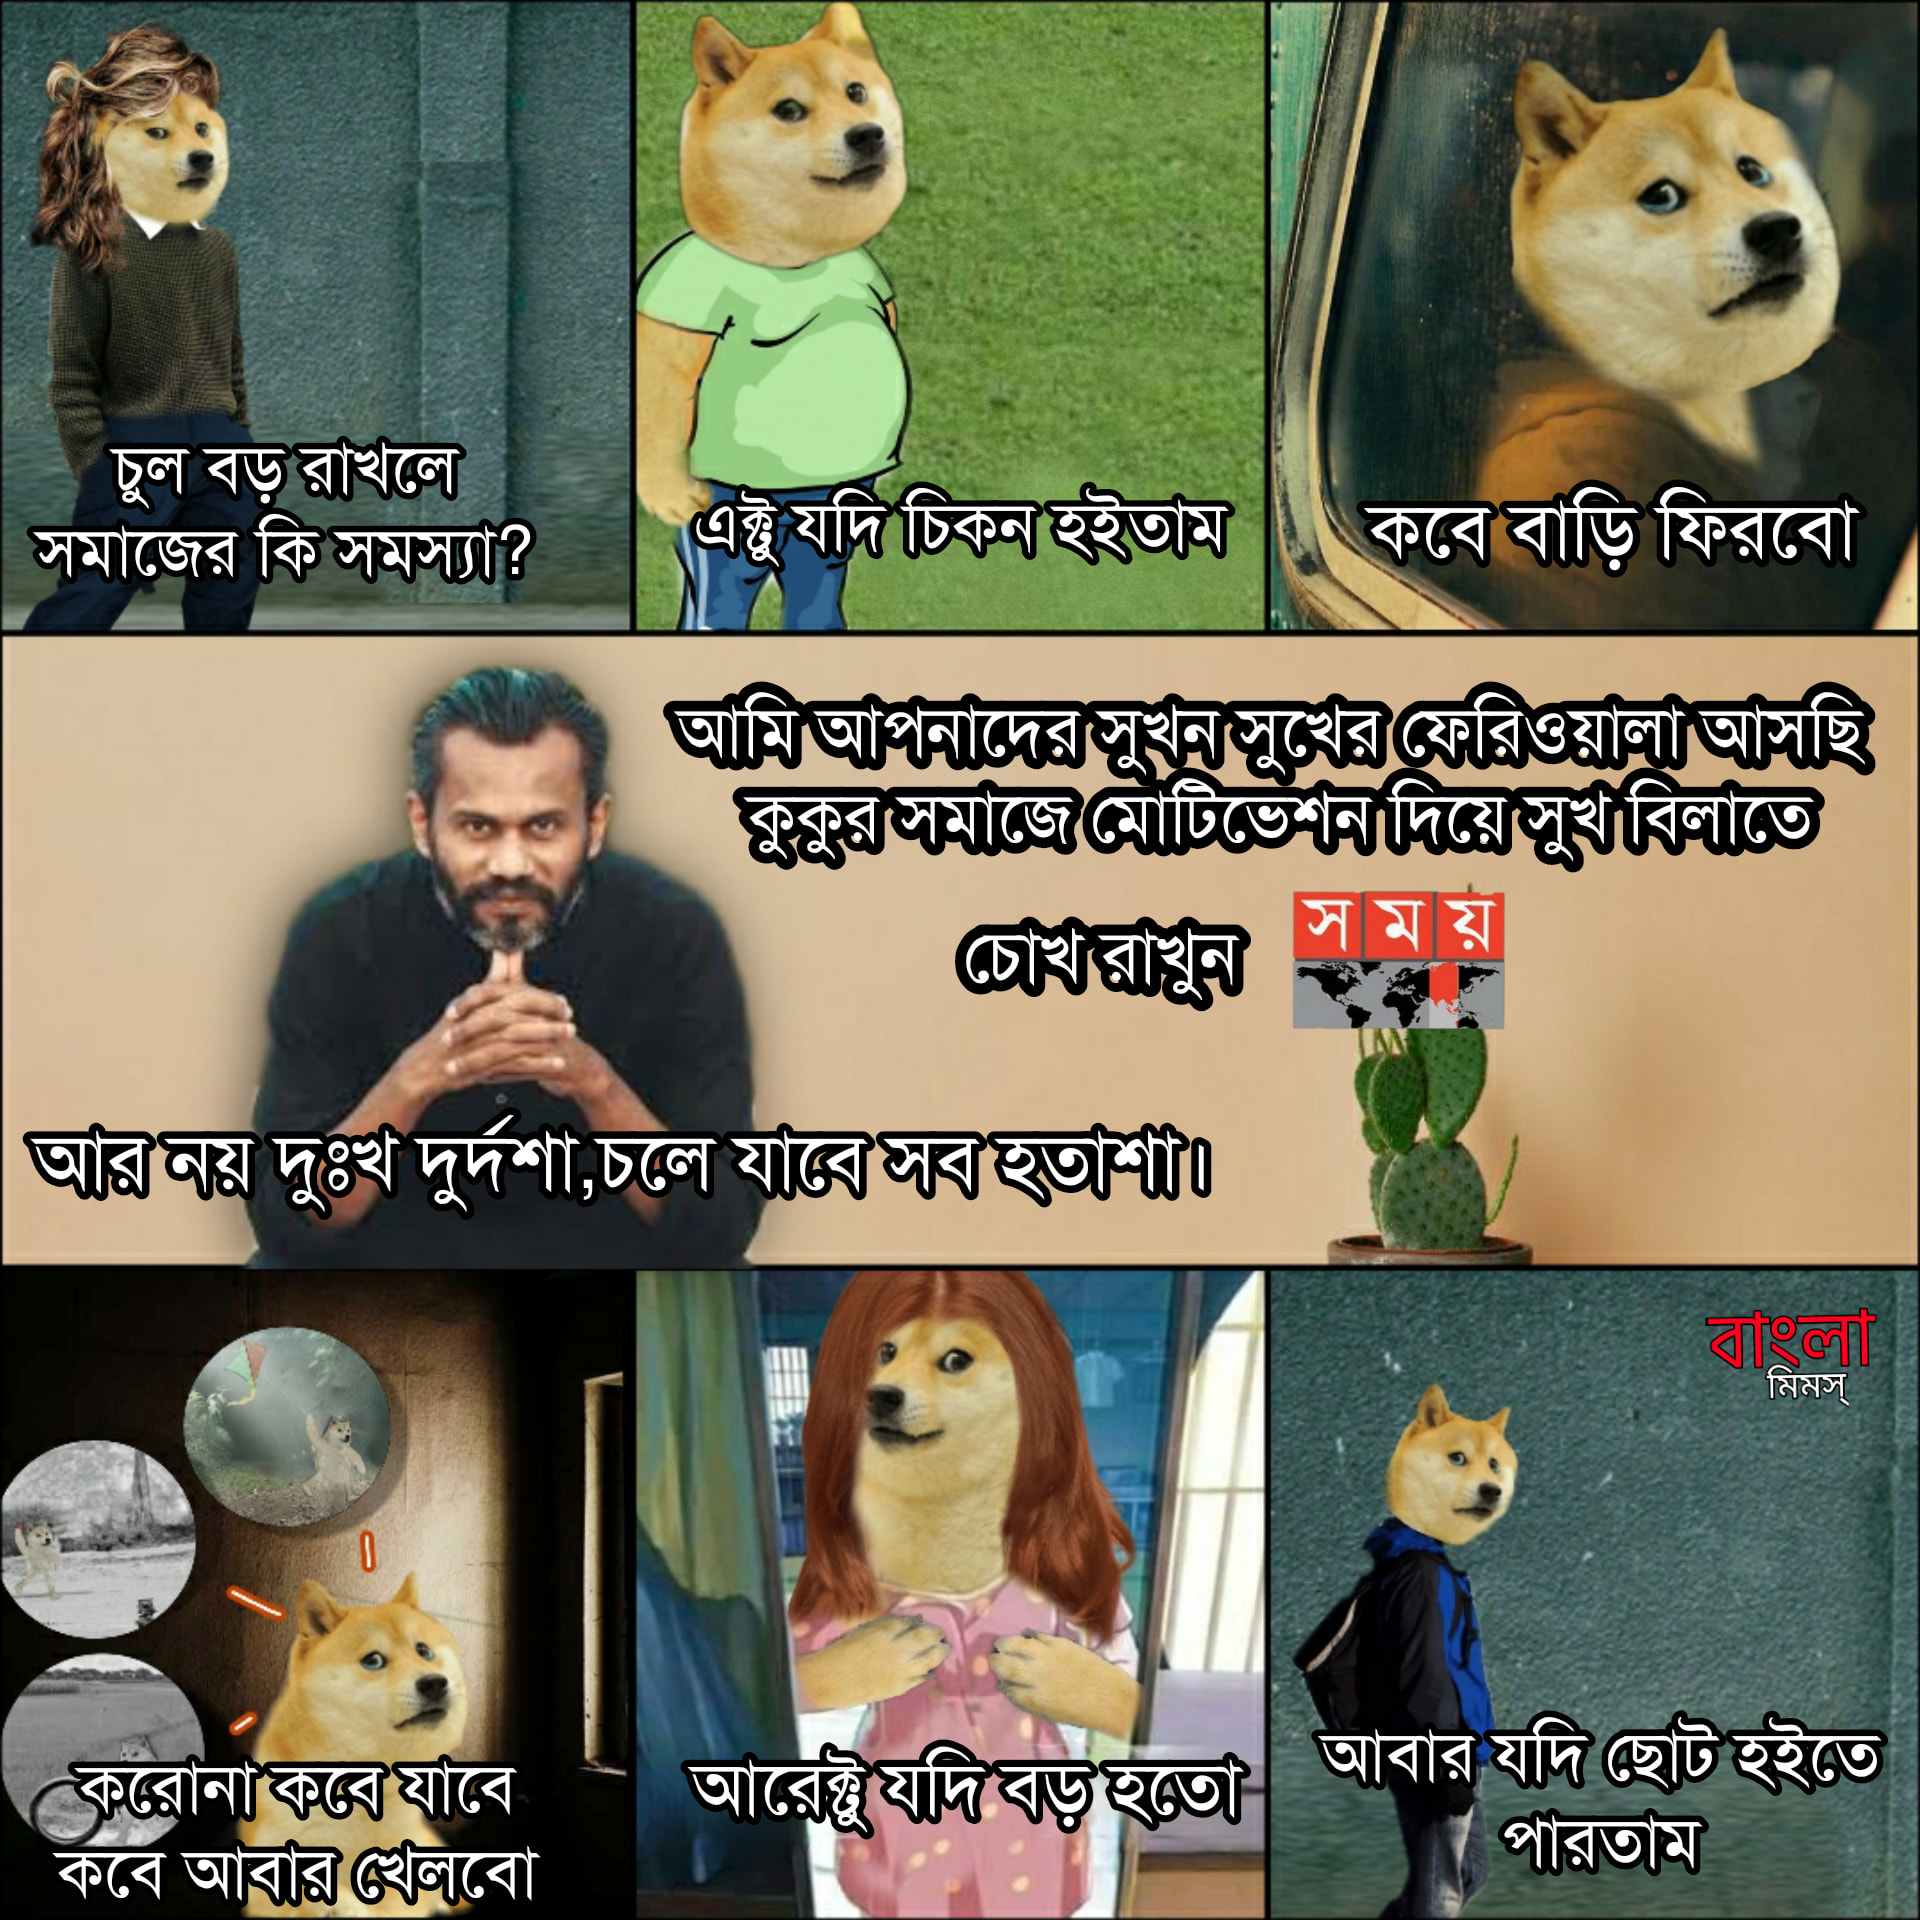 চুল বড় রাখলে
সমাজের কি সমস্যা?
এক্টু যদি চিকন হইতাম
কবে বাড়ি ফিরবো
আমি আপনাদের সুখন সুখের ফেরিওয়ালা আসছি
কুকুর সমাজে মোটিভেশন দিয়ে সুখ বিলাতে
চোখ রাখুন
সময়
আর নয় দুঃখ দুর্দশা,চলে যাবে সব হতাশা।
করোনা কবে যাবে
কবে আবার খেলবো
আরেক্টু যদি বড় হতো
বাংলা
মিমস্
আবার যদি ছোট হইতে
পারতাম